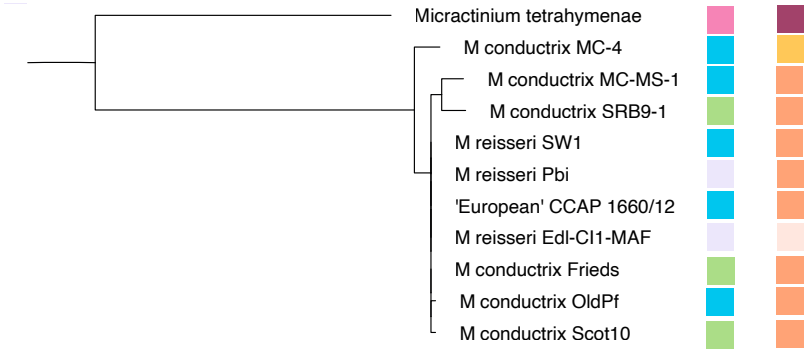 Micractinium tetrahymenae
M conductrix MC-4
M conductrix MC-MS-1
M conductrix SRB9-1
M reisseri SW1
M reisseri Pbi
'European' CCAP 1660/12
M reisseri Edl-Cl1-MAF
M conductrix Frieds
M conductrix OldPf
M conductrix Scot10